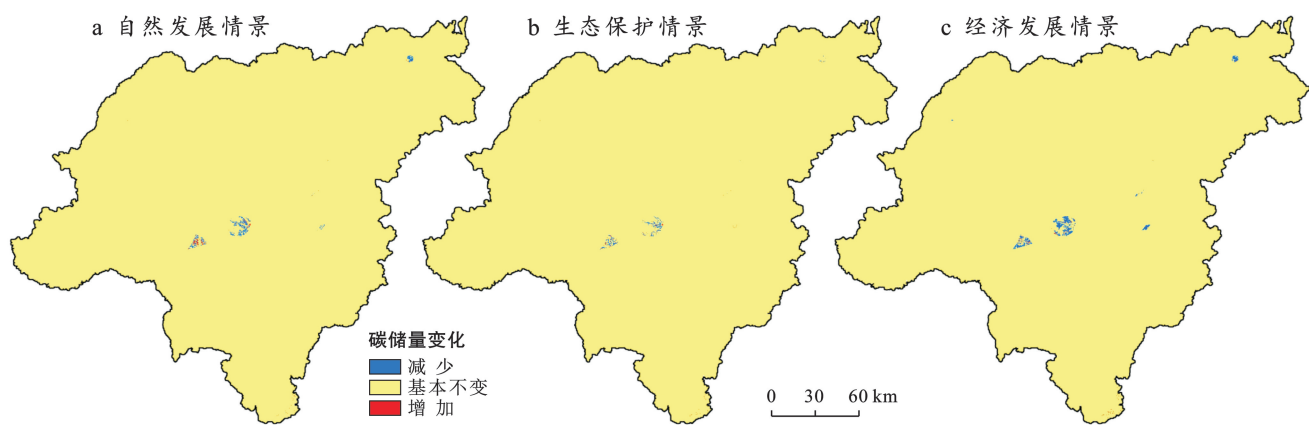 a 自然发展情景
b 生态保护情景
c 经济发展情景
碳储量变化
减少
基本不变
增加
0 30 60 km